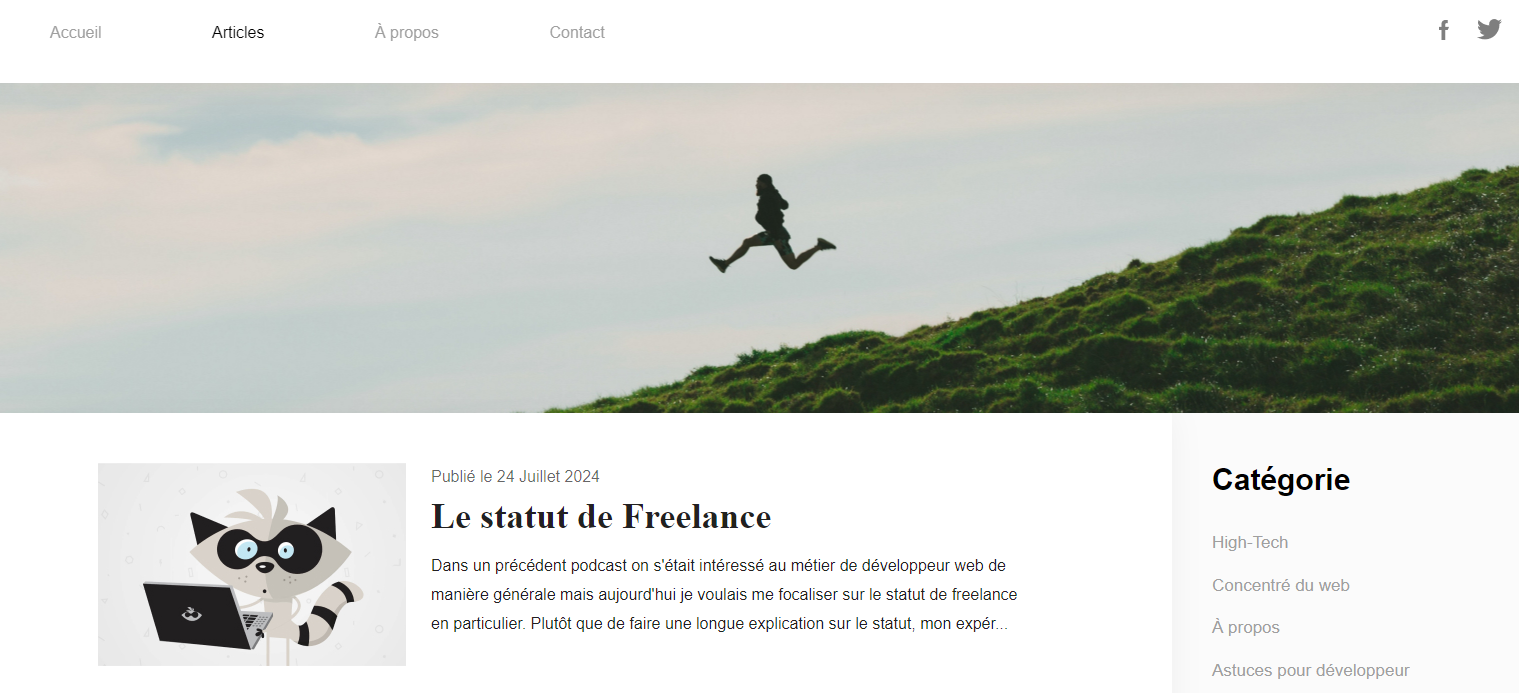 Accueil
Articles
À propos
Contact
Publié le 24 Juillet 2024
Le statut de Freelance
Dans un précédent podcast on s'était intéressé au métier de développeur web de
manière générale mais aujourd'hui je voulais me focaliser sur le statut de freelance
en particulier. Plutôt que de faire une longue explication sur le statut, mon expér...
Catégorie
High-Tech
Concentré du web
À propos
Astuces pour développeur